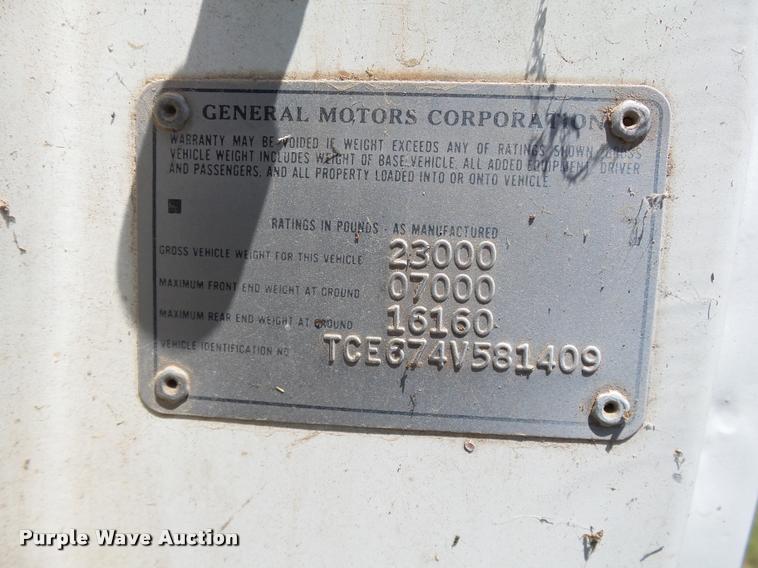 GENERAL MOTORS CORPORATION
WARRANTY MAY BE VOIDED IF WEIGHT EXCEEDS ANY OF RATINGS SHOWN. GROSS
VEHICLE WEIGHT INCLUDES WEIGHT OF BASE VEHICLE, ALL ADDED EQUIPMENT, DRIVER
AND PASSENGERS, AND ALL PROPERTY LOADED INTO OR ONTO VEHICLE.
RATINGS IN POUNDS - AS MANUFACTURED
GROSS VEHICLE WEIGHT FOR THIS VEHICLE 23000
MAXIMUM FRONT END WEIGHT AT GROUND 07000
MAXIMUM REAR END WEIGHT AT GROUND 16160
VEHICLE IDENTIFICATION NO TCE674V581409
Purple Wave Auction